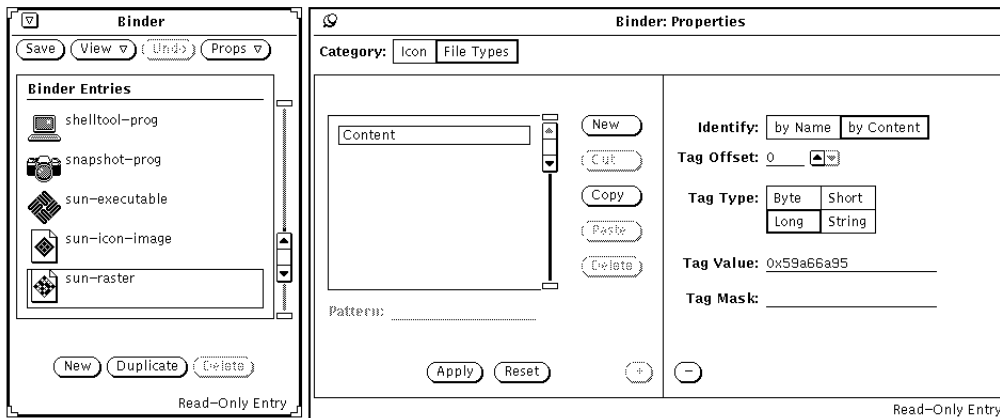 Binder
Save View Undo Props
Binder Entries
shelltool-prog
snapshot-prog
sun-executable
sun-icon-image
sun-raster
New Duplicate Delete
Read-Only Entry
Binder: Properties
Category: Icon File Types
Content
New
Cut
Copy
Paste
Delete
Pattern:
Apply Reset +
Identify: by Name by Content
Tag Offset: 0
Tag Type: Byte Short
Long String
Tag Value: 0x59a66a95
Tag Mask:
−
Read-Only Entry